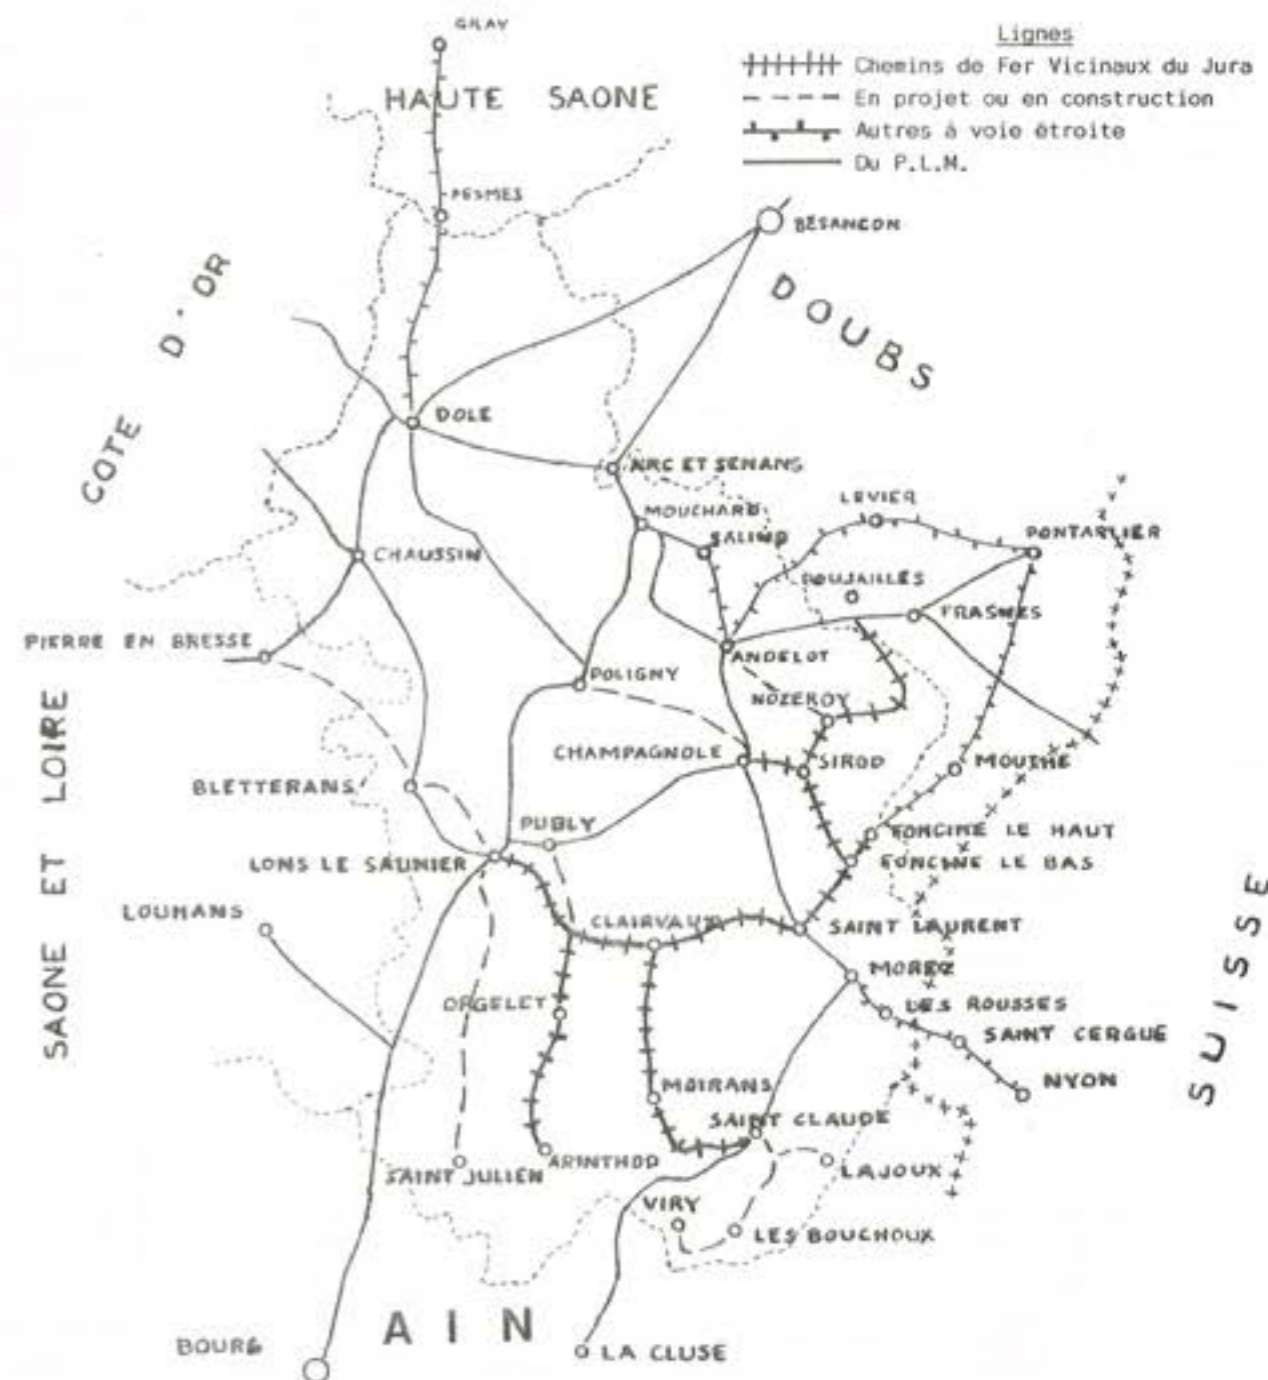 GRAY
Lignes
Chemins de Fer Vicinaux du Jura
En projet ou en construction
Autres à voie étroite
Du P.L.M.
HAUTE SAONE
PESMES
BESANCON
COTE D'OR
DOUBS
DOLE
ARC ET SENANS
MOUCHARD
LEVIER
SALINS
PONTARLIER
CHAUSSIN
BOUJAILLES
FRASNES
PIERRE EN BRESSE
ANDELOT
POLIGNY
NOZEROY
CHAMPAGNOLE
SIROD
MOUTHE
BLETTERANS
PUBLY
FONCINE LE HAUT
LONS LE SAUNIER
FONCINE LE BAS
SAONE ET LOIRE
LOUHANS
CLAIRVAUX
SAINT LAURENT
SUISSE
MOREZ
ORGELET
LES ROUSSES
SAINT CERGUE
MOIRANS
NYON
SAINT CLAUDE
SAINT JULIEN
ARINTHOD
LAJOUX
VIRY
LES BOUCHOUX
AIN
BOURG
LA CLUSE